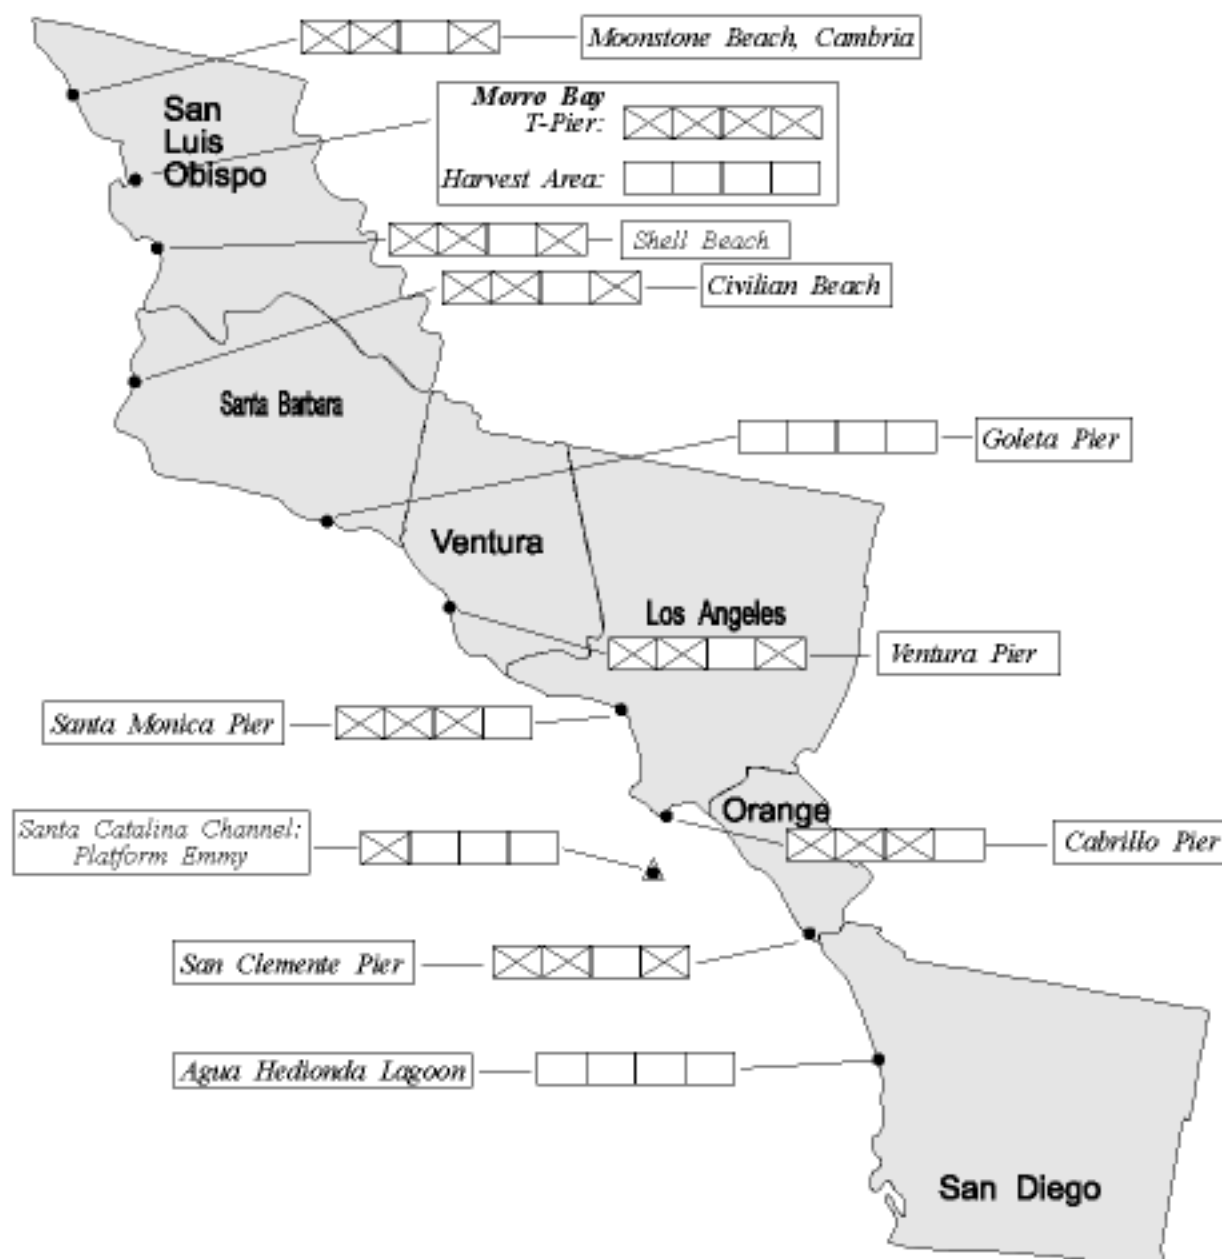 Moonstone Beach, Cambria
San
Luis
Obispo
Morro Bay
T-Pier:
Harvest Area:
Shell Beach
Civilian Beach
Santa Barbara
Goleta Pier
Ventura
Los Angeles
Ventura Pier
Santa Monica Pier
Orange
Santa Catalina Channel:
Platform Emmy
Cabrillo Pier
San Clemente Pier
Agua Hedionda Lagoon
San Diego